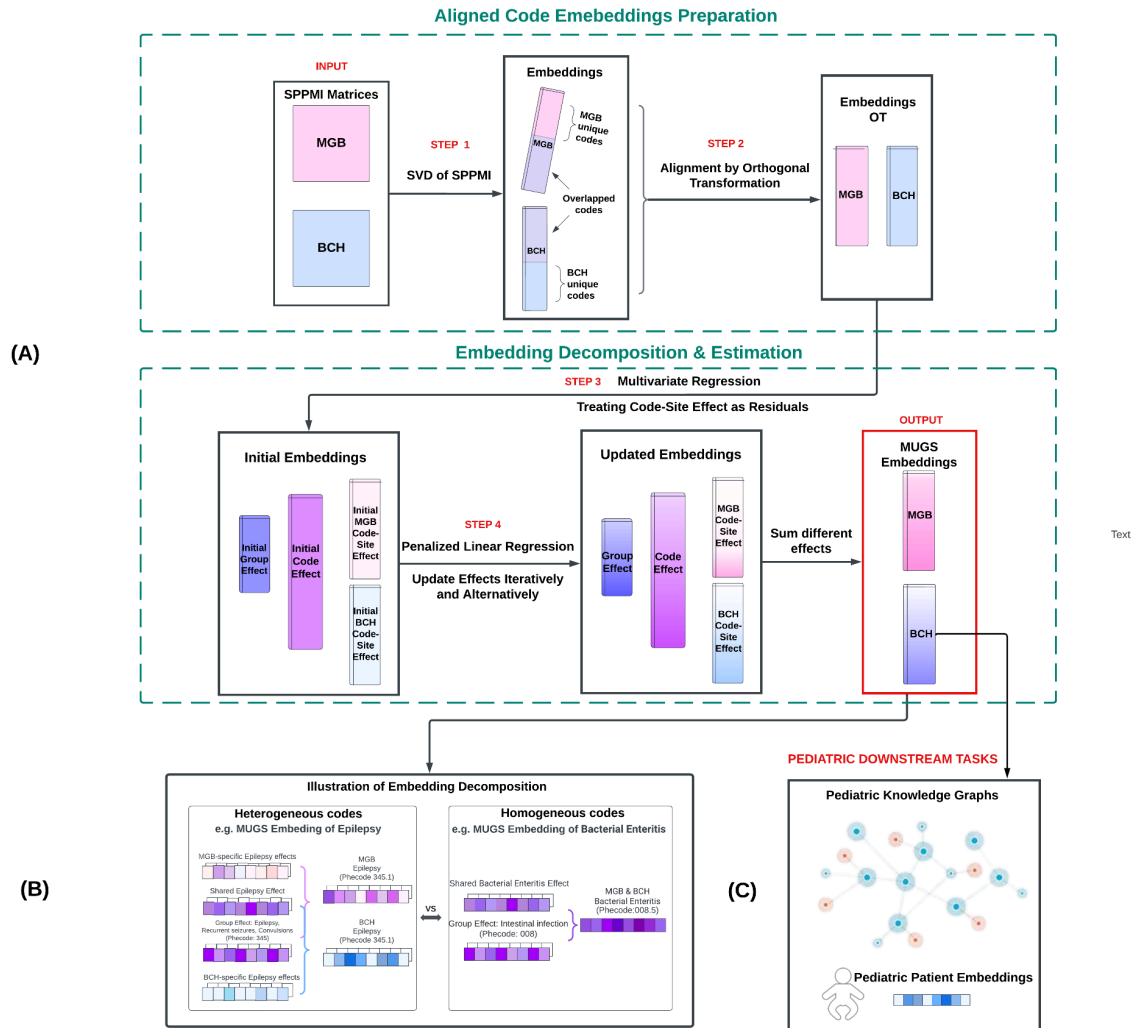 Aligned Code Emebeddings Preparation
INPUT
SPPMI Matrices
MGB
BCH
STEP 1
SVD of SPPMI
Embeddings
MGB
unique
codes
MGB
Overlapped
codes
BCH
BCH
unique
codes
STEP 2
Alignment by Orthogonal
Transformation
Embeddings
OT
MGB
BCH
(A)
Embedding Decomposition & Estimation
STEP 3 Multivariate Regression
Treating Code-Site Effect as Residuals
Initial Embeddings
Initial
Group
Effect
Initial
Code
Effect
Initial
MGB
Code-
Site
Effect
Initial
BCH
Code-
Site
Effect
STEP 4
Penalized Linear Regression
Update Effects Iteratively
and Alternatively
Updated Embeddings
Group
Effect
Code
Effect
MGB
Code-
Site
Effect
BCH
Code-
Site
Effect
Sum different
effects
OUTPUT
MUGS
Embeddings
MGB
BCH
Text
(B)
Illustration of Embedding Decomposition
Heterogeneous codes
e.g. MUGS Embeding of Epilepsy
MGB-specific Epilepsy effects
Shared Epilepsy Effect
Group Effect: Epilepsy,
Recurrent seizures, Convulsions
(Phecode: 345)
BCH-specific Epilepsy effects
MGB
Epilepsy
(Phecode 345.1)
BCH
Epilepsy
(Phecode 345.1)
VS
Homogeneous codes
e.g. MUGS Embedding of Bacterial Enteritis
Shared Bacterial Enteritis Effect
Group Effect: Intestinal infection
(Phecode: 008)
MGB & BCH
Bacterial Enteritis
(Phecode:008.5)
(C)
PEDIATRIC DOWNSTREAM TASKS
Pediatric Knowledge Graphs
Pediatric Patient Embeddings